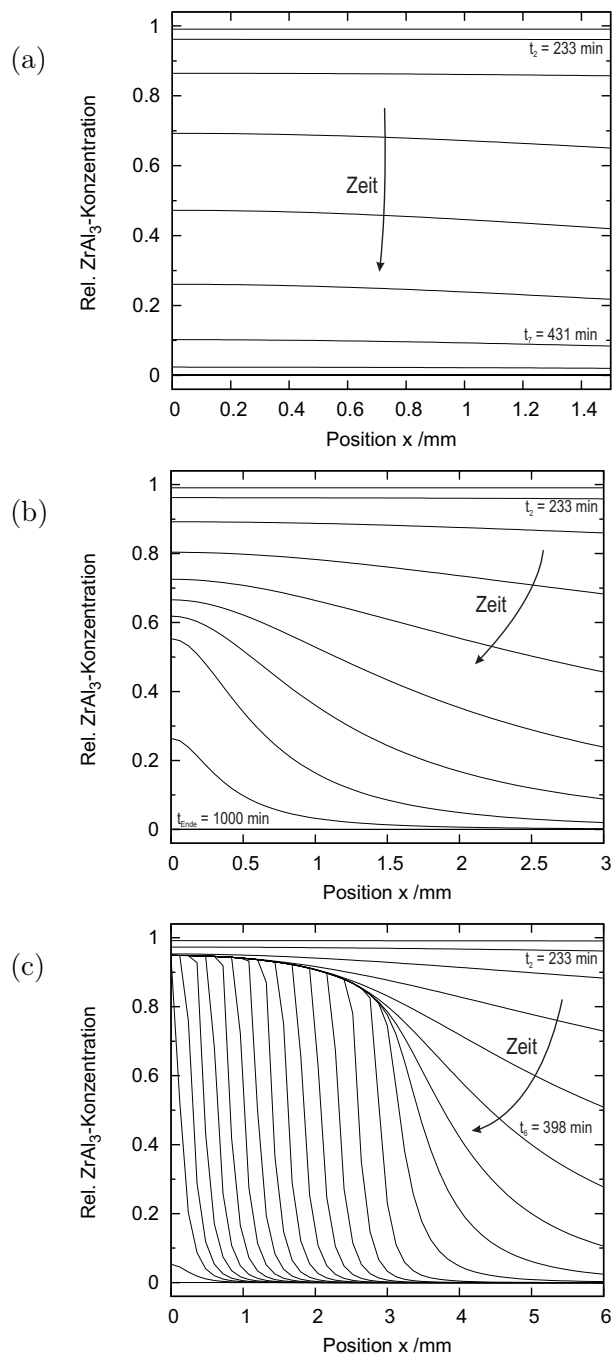 (a)
Rel. ZrAl₃-Konzentration
1
0.8
0.6
0.4
0.2
0
t₂ = 233 min
Zeit
t₇ = 431 min
0 0.2 0.4 0.6 0.8 1 1.2 1.4
Position x /mm
(b)
Rel. ZrAl₃-Konzentration
1
0.8
0.6
0.4
0.2
0
t₂ = 233 min
Zeit
t_Ende = 1000 min
0 0.5 1 1.5 2 2.5 3
Position x /mm
(c)
Rel. ZrAl₃-Konzentration
1
0.8
0.6
0.4
0.2
0
t₂ = 233 min
Zeit
t₆ = 398 min
0 1 2 3 4 5 6
Position x /mm